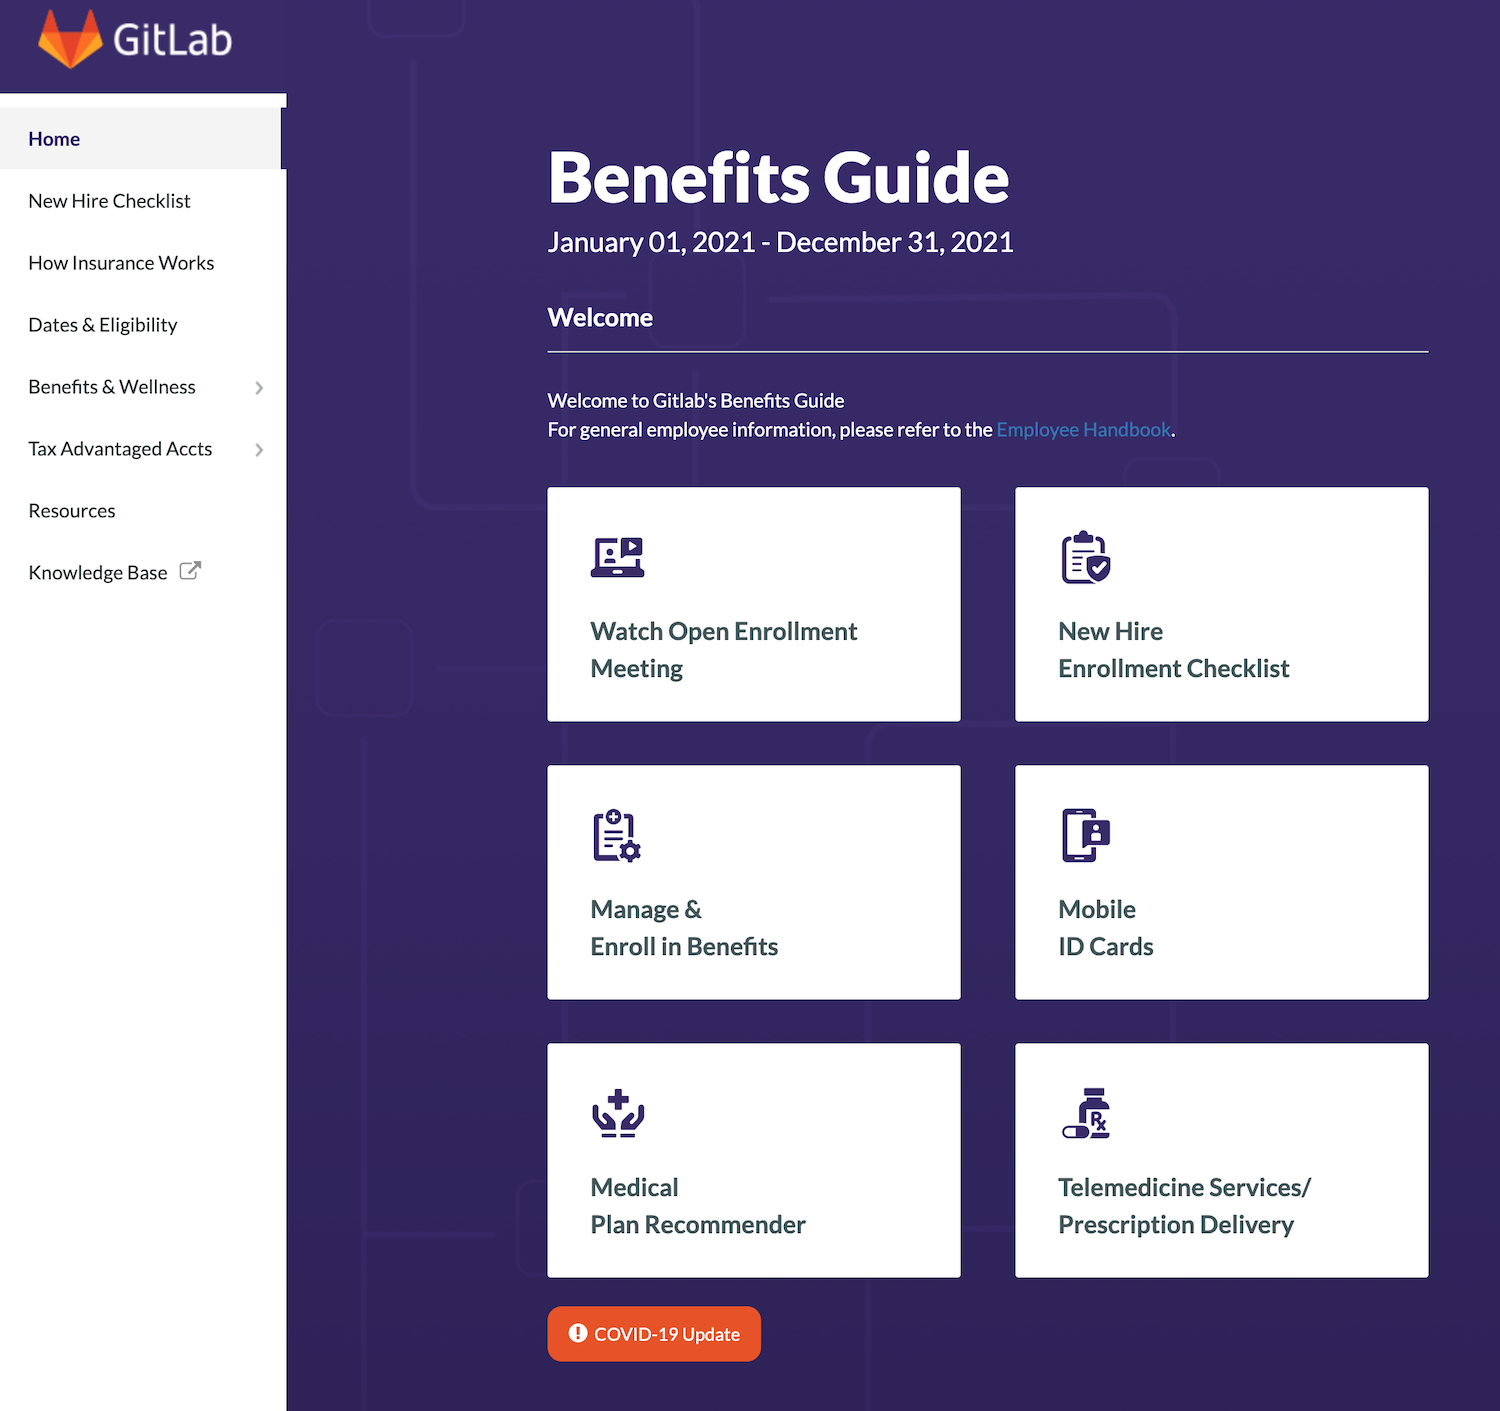 GitLab
Home
New Hire Checklist
How Insurance Works
Dates & Eligibility
Benefits & Wellness
Tax Advantaged Accts
Resources
Knowledge Base
Benefits Guide
January 01, 2021 - December 31, 2021
Welcome
Welcome to Gitlab's Benefits Guide
For general employee information, please refer to the Employee Handbook.
Watch Open Enrollment
Meeting
New Hire
Enrollment Checklist
Manage &
Enroll in Benefits
Mobile
ID Cards
Medical
Plan Recommender
Rx
Telemedicine Services/
Prescription Delivery
COVID-19 Update